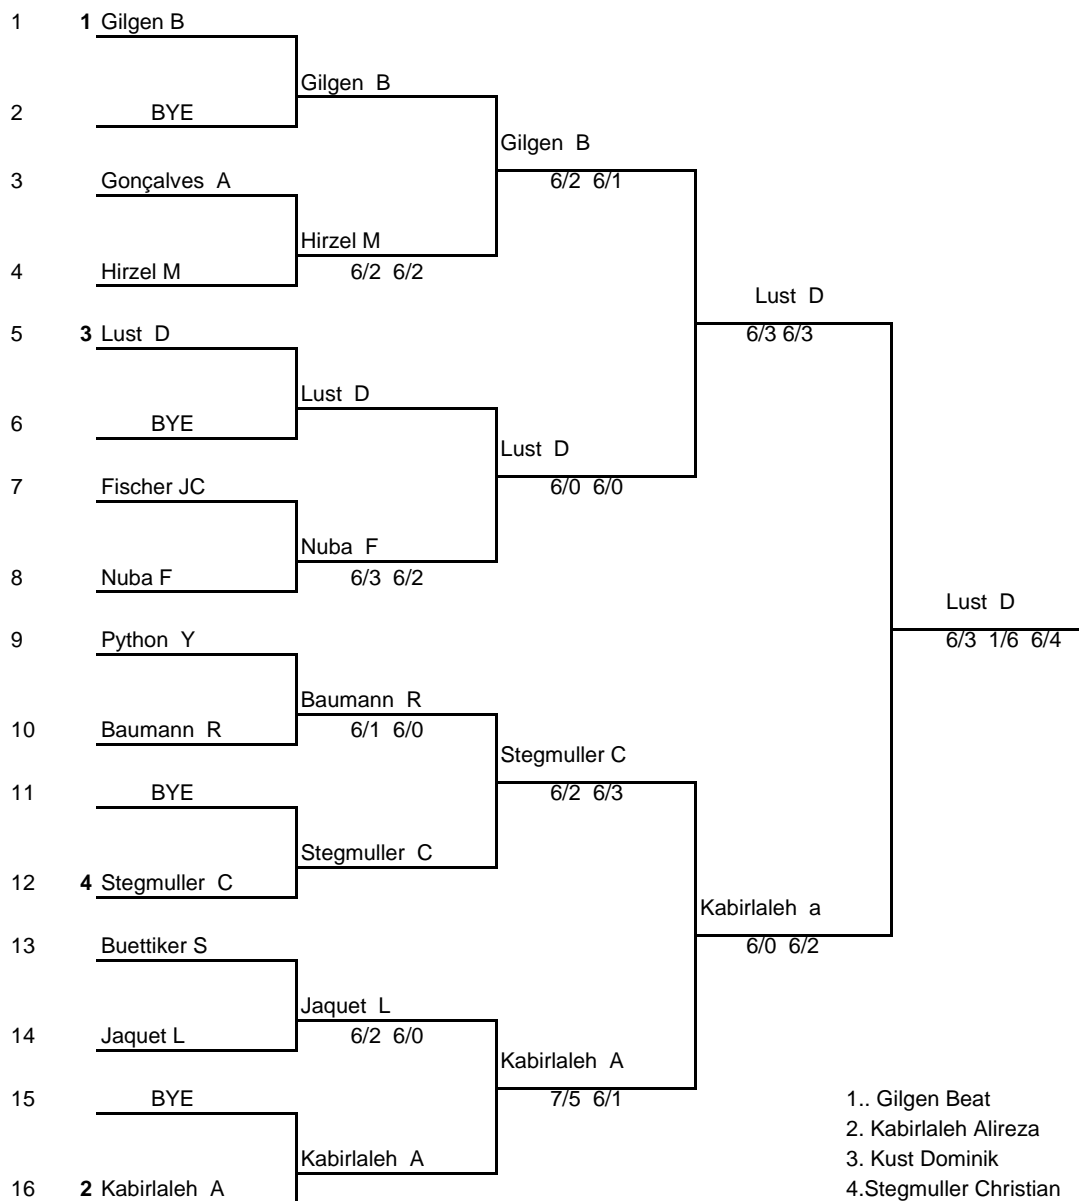 1 1 Gilgen B
Gilgen B
2 BYE
Gilgen B
3 Gonçalves A
6/2 6/1
Hirzel M
4 Hirzel M
6/2 6/2
Lust D
5 3 Lust D
6/3 6/3
Lust D
6 BYE
Lust D
7 Fischer JC
6/0 6/0
Nuba F
8 Nuba F
6/3 6/2
Lust D
9 Python Y
6/3 1/6 6/4
Baumann R
10 Baumann R
6/1 6/0
Stegmuller C
11 BYE
6/2 6/3
Stegmuller C
12 4 Stegmuller C
Kabirlaleh a
13 Buettiker S
6/0 6/2
Jaquet L
14 Jaquet L
6/2 6/0
Kabirlaleh A
15 BYE
7/5 6/1
1.. Gilgen Beat
2. Kabirlaleh Alireza
Kabirlaleh A
3. Kust Dominik
16 2 Kabirlaleh A
4.Stegmuller Christian